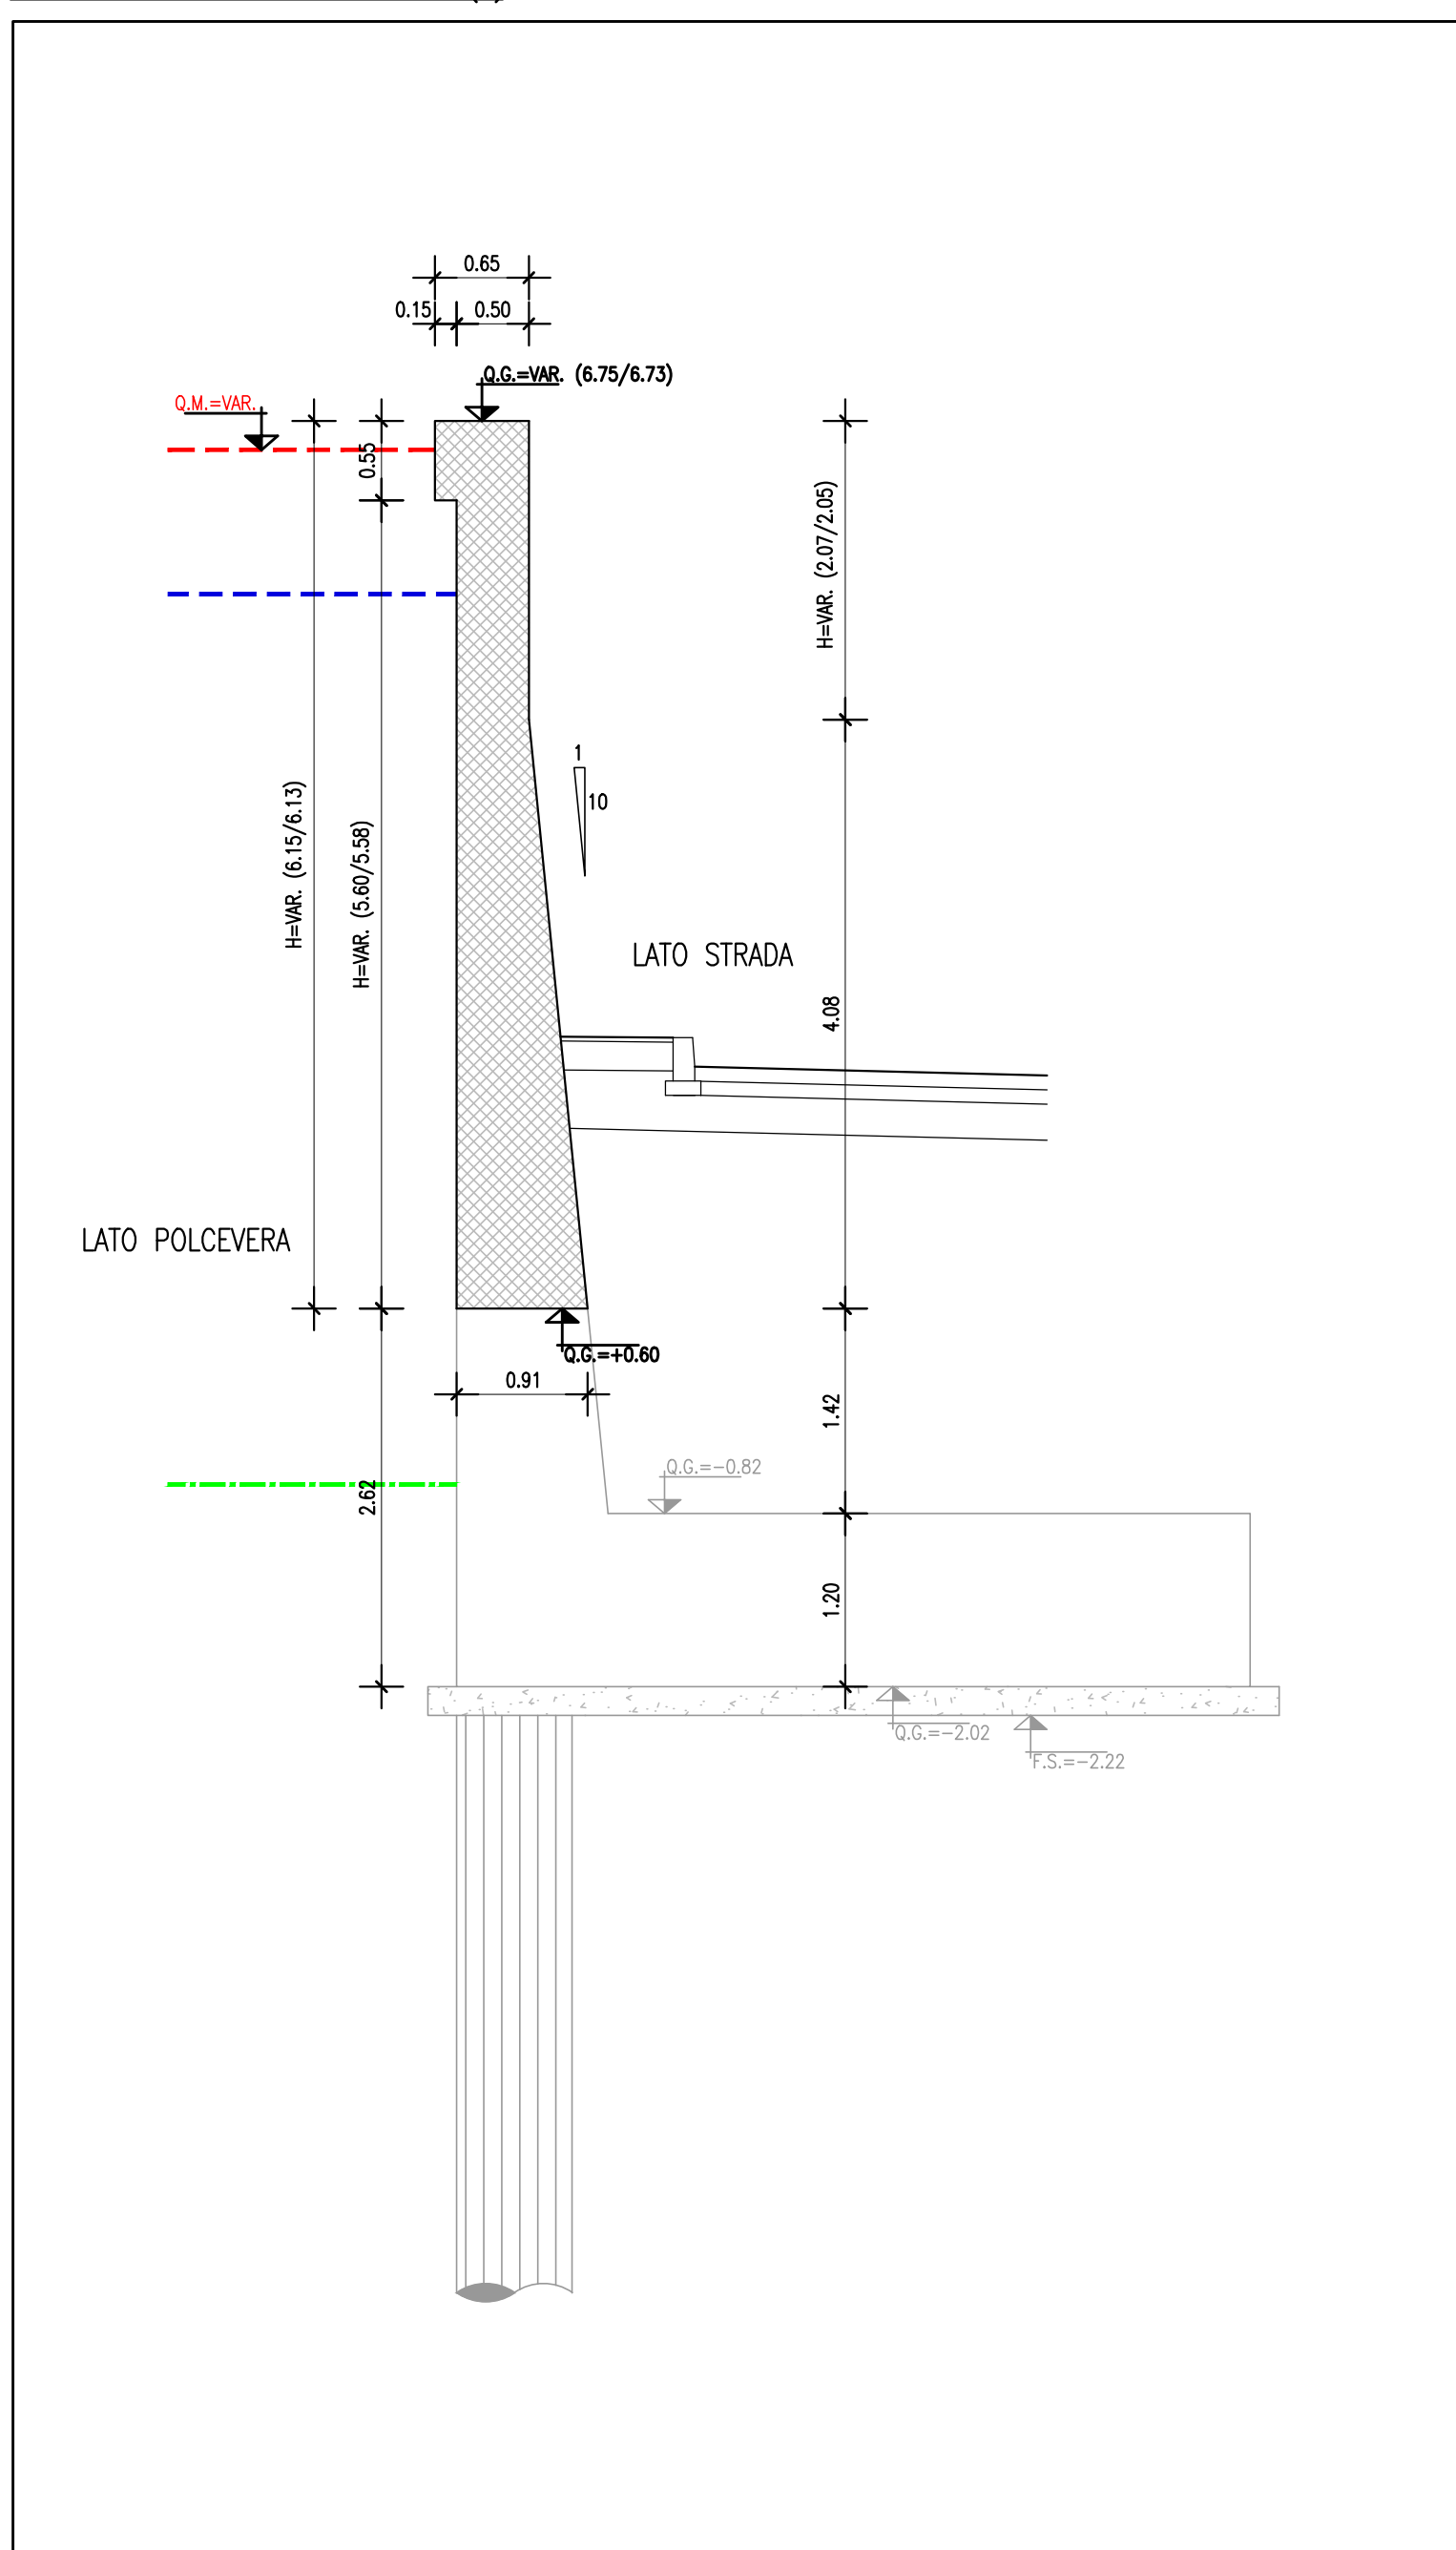 0.65
0.15
0.50
Q.G.=VAR. (6.75/6.73)
Q.M.=VAR.
0.55
H=VAR. (2.07/2.05)
1
10
H=VAR. (6.15/6.13)
H=VAR. (5.60/5.58)
LATO STRADA
4.08
LATO POLCEVERA
Q.G.=+0.60
0.91
1.42
Q.G.=-0.82
2.62
1.20
Q.G.=-2.02
F.S.=-2.22